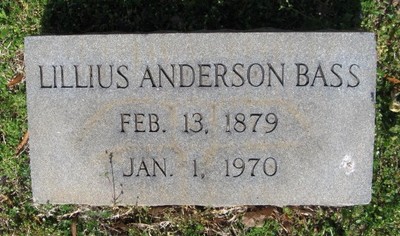 LILLIUS ANDERSON BASS
FEB. 13, 1879
JAN. 1, 1970